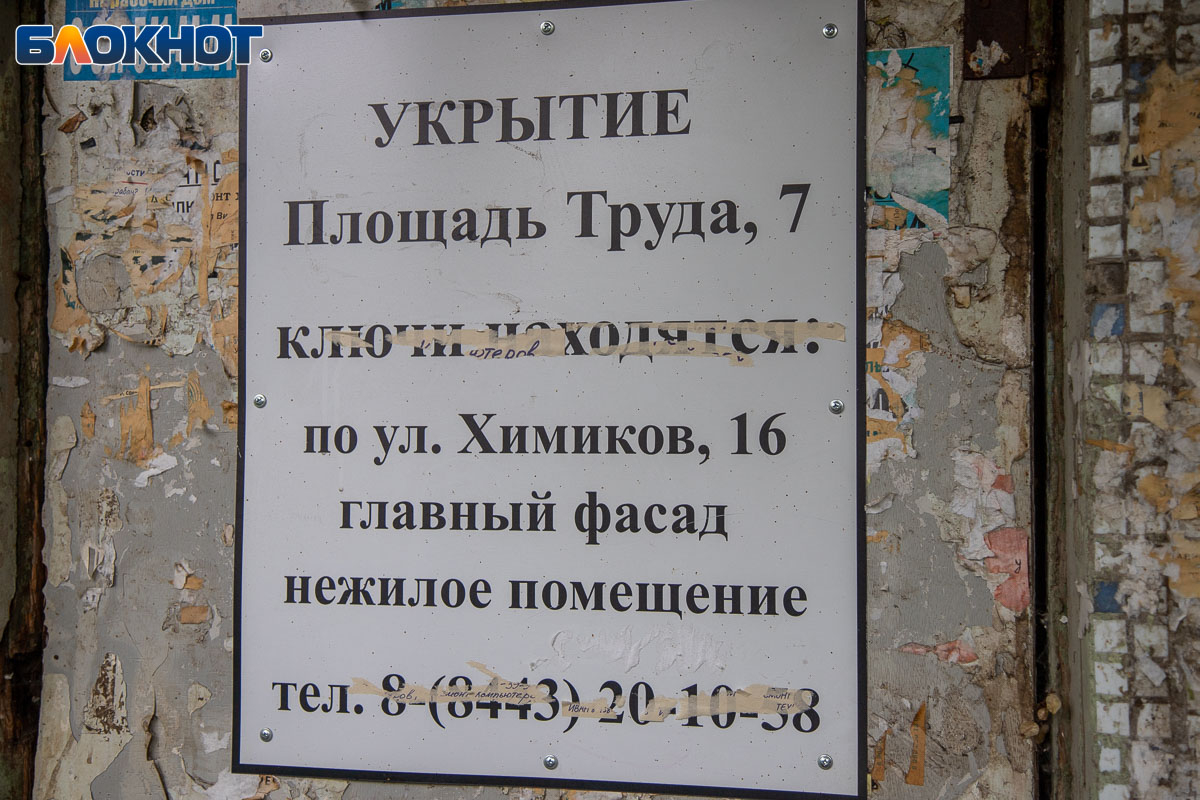 БЛОКНОТ
УКРЫТИЕ
Площадь Труда, 7
ключи находятся:
по ул. Химиков, 16
главный фасад
нежилое помещение
тел. 8-(8443) 20-10-58